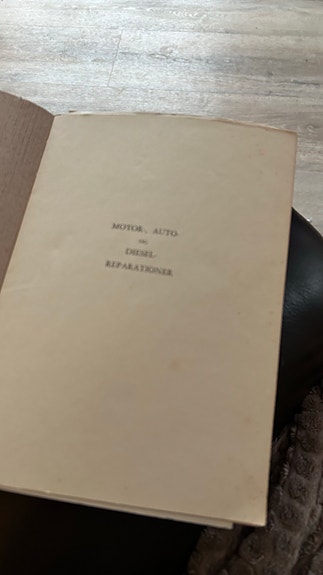 MOTOR-, AUTO-
OG
DIESEL-
REPARATIONER